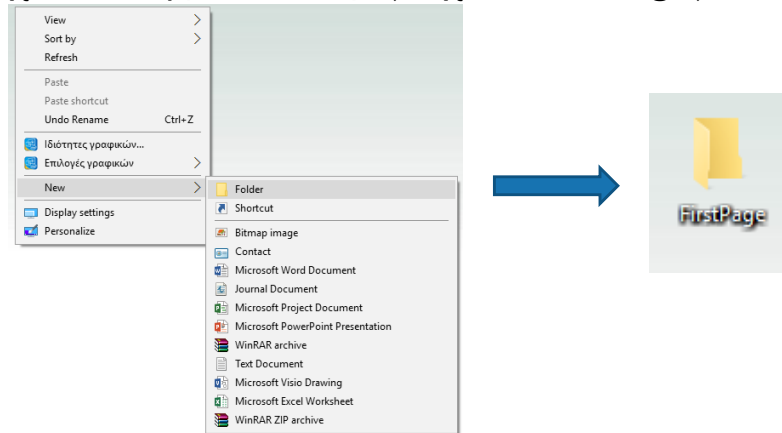 View
Sort by
Refresh
Paste
Paste shortcut
Undo Rename Ctrl+Z
Ιδιότητες γραφικών...
Επιλογές γραφικών
New
Display settings
Personalize
Folder
Shortcut
Bitmap image
Contact
Microsoft Word Document
Journal Document
Microsoft Project Document
Microsoft PowerPoint Presentation
WinRAR archive
Text Document
Microsoft Visio Drawing
Microsoft Excel Worksheet
WinRAR ZIP archive
FirstPage